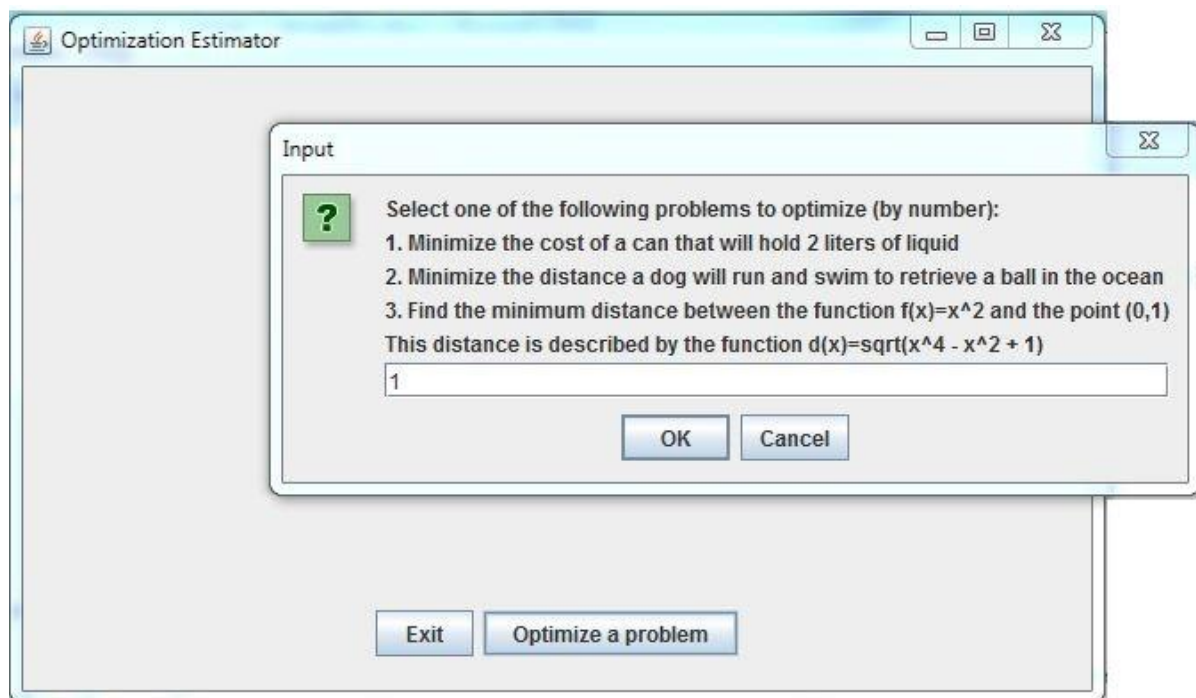 Optimization Estimator
Input
?
Select one of the following problems to optimize (by number):
1. Minimize the cost of a can that will hold 2 liters of liquid
2. Minimize the distance a dog will run and swim to retrieve a ball in the ocean
3. Find the minimum distance between the function f(x)=x^2 and the point (0,1)
This distance is described by the function d(x)=sqrt(x^4 - x^2 + 1)
1
OK Cancel
Exit Optimize a problem